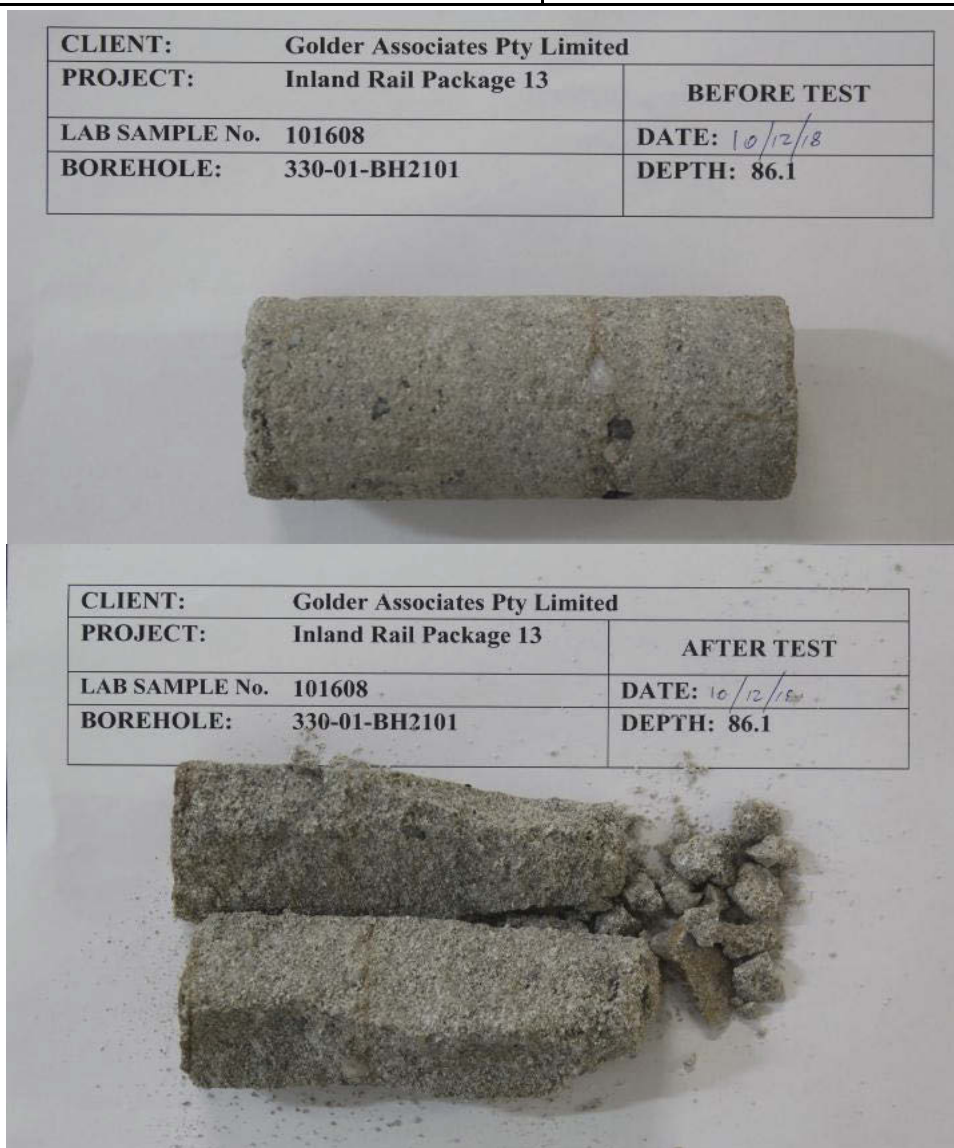 CLIENT: Golder Associates Pty Limited
PROJECT: Inland Rail Package 13
BEFORE TEST
LAB SAMPLE No. 101608
DATE: 10/12/18
BOREHOLE: 330-01-BH2101
DEPTH: 86.1
CLIENT: Golder Associates Pty Limited
PROJECT: Inland Rail Package 13
AFTER TEST
LAB SAMPLE No. 101608
DATE: 10/12/18
BOREHOLE: 330-01-BH2101
DEPTH: 86.1